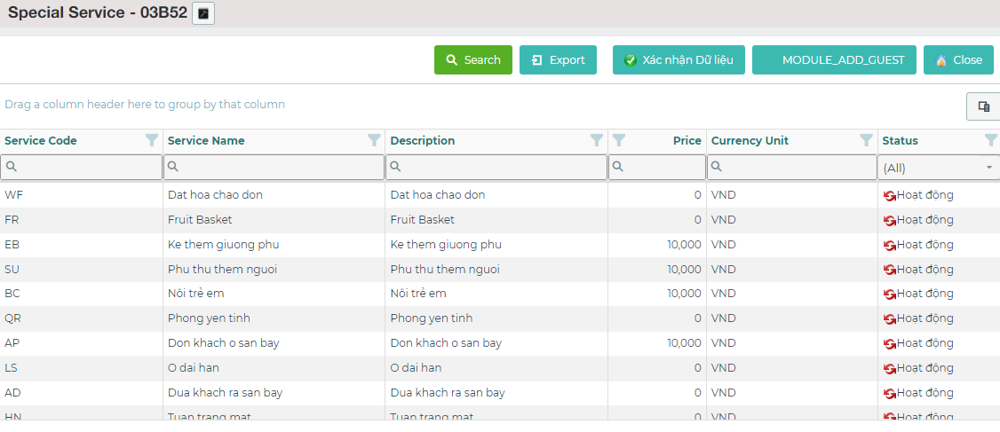 Special Service - 03B52
Search Export Xác nhận Dữ liệu MODULE_ADD_GUEST Close
Drag a column header here to group by that column
Service Code Service Name Description Price Currency Unit Status
(All)
WF Dat hoa chao don Dat hoa chao don 0 VND Hoạt động
FR Fruit Basket Fruit Basket 0 VND Hoạt động
EB Ke them giuong phu Ke them giuong phu 10,000 VND Hoạt động
SU Phu thu them nguoi Phu thu them nguoi 10,000 VND Hoạt động
BC Nôi trẻ em Nôi trẻ em 10,000 VND Hoạt động
QR Phong yen tinh Phong yen tinh 0 VND Hoạt động
AP Don khach o san bay Don khach o san bay 10,000 VND Hoạt động
LS O dai han O dai han 0 VND Hoạt động
AD Dua khach ra san bay Dua khach ra san bay 0 VND Hoạt động
HN Tuan trang mat Tuan trang mat 0 VND Hoạt động